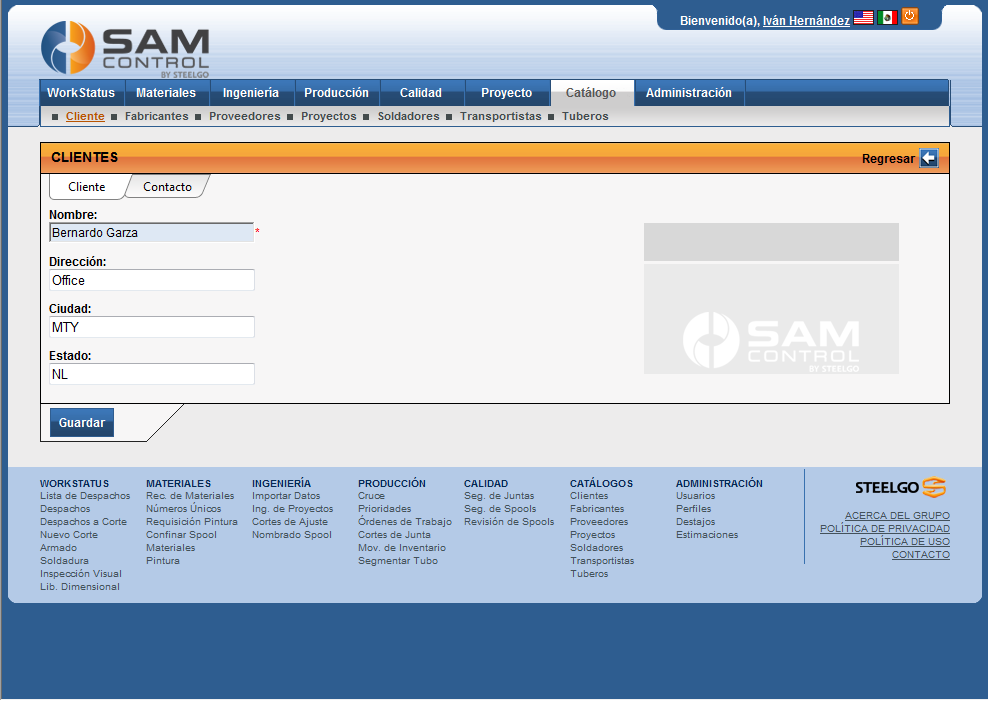 Bienvenido(a), Iván Hernández
SAM
CONTROL
BY STEELGO
WorkStatus Materiales Ingeniería Producción Calidad Proyecto Catálogo Administración
Cliente Fabricantes Proveedores Proyectos Soldadores Transportistas Tuberos
CLIENTES
Regresar
Cliente Contacto
Nombre:
Bernardo Garza *
Dirección:
Office
Ciudad:
MTY
Estado:
NL
SAM
CONTROL
BY STEELGO
Guardar
WORKSTATUS
Lista de Despachos
Despachos
Despachos a Corte
Nuevo Corte
Armado
Soldadura
Inspección Visual
Lib. Dimensional
MATERIALES
Rec. de Materiales
Números Únicos
Requisición Pintura
Confinar Spool
Materiales
Pintura
INGENIERÍA
Importar Datos
Ing. de Proyectos
Cortes de Ajuste
Nombrado Spool
PRODUCCIÓN
Cruce
Prioridades
Órdenes de Trabajo
Cortes de Junta
Mov. de Inventario
Segmentar Tubo
CALIDAD
Seg. de Juntas
Seg. de Spools
Revisión de Spools
CATÁLOGOS
Clientes
Fabricantes
Proveedores
Proyectos
Soldadores
Transportistas
Tuberos
ADMINISTRACIÓN
Usuarios
Perfiles
Destajos
Estimaciones
STEELGO
ACERCA DEL GRUPO
POLÍTICA DE PRIVACIDAD
POLÍTICA DE USO
CONTACTO